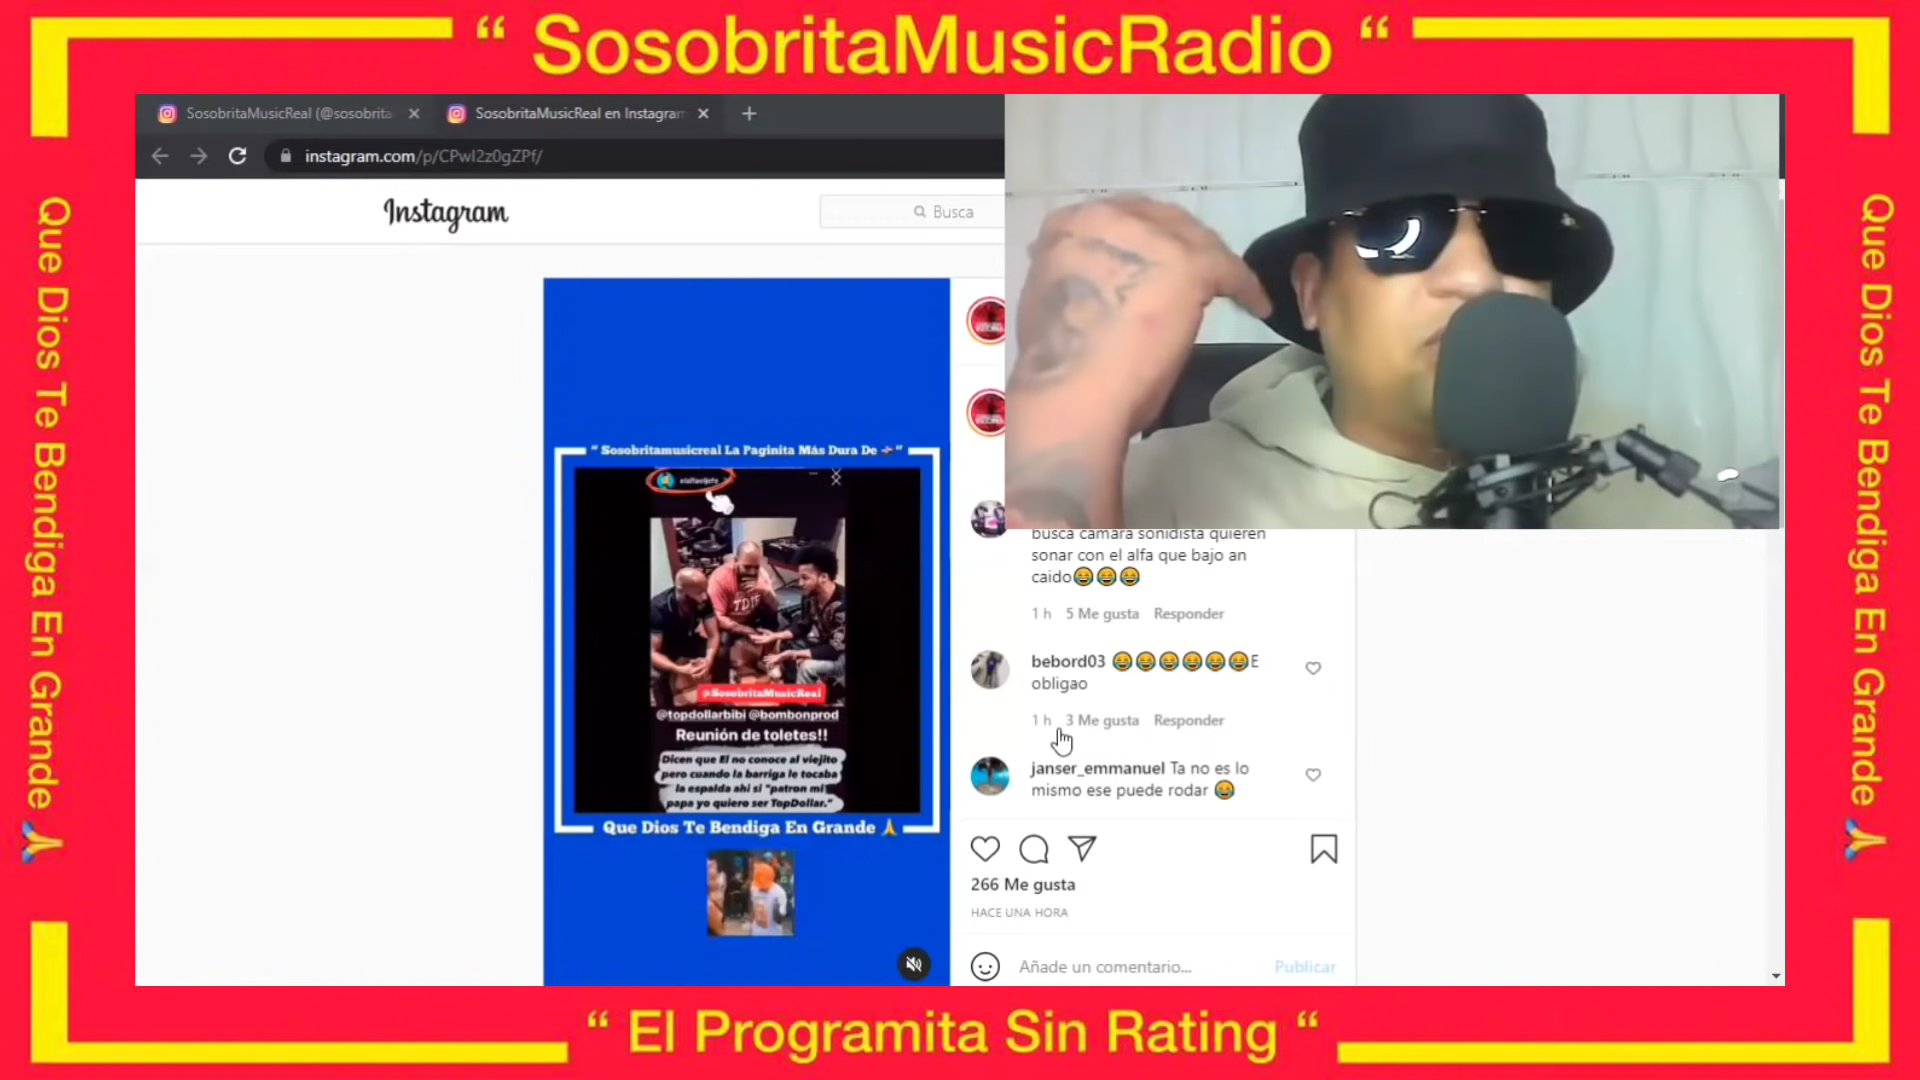 “ SosobritaMusicRadio “
SosobritaMusicReal (@sosobrita
SosobritaMusicReal en Instagram
instagram.com/p/CPwI2z0gZPf/
Instagram
Busca
Que Dios Te Bendiga En Grande 🙏
Que Dios Te Bendiga En Grande 🙏
“ Sosobritamusicreal La Paginita Más Dura De 🇩🇴 “
elalfaeljefe
@SosobritaMusicReal
@topdollarbibi @bombonprod
Reunión de toletes!!
Dicen que El no conoce al viejito
pero cuando la barriga le tocaba
la espalda ahi si "patron mi
papa yo quiero ser TopDollar."
Que Dios Te Bendiga En Grande 🙏
busca camara sonidista quieren
sonar con el alfa que bajo an
caido😂😂😂
1 h 5 Me gusta Responder
bebord03 😂😂😂😂😂😂E
obligao
1 h 3 Me gusta Responder
janser_emmanuel Ta no es lo
mismo ese puede rodar 😂
266 Me gusta
HACE UNA HORA
Añade un comentario... Publicar
“ El Programita Sin Rating “